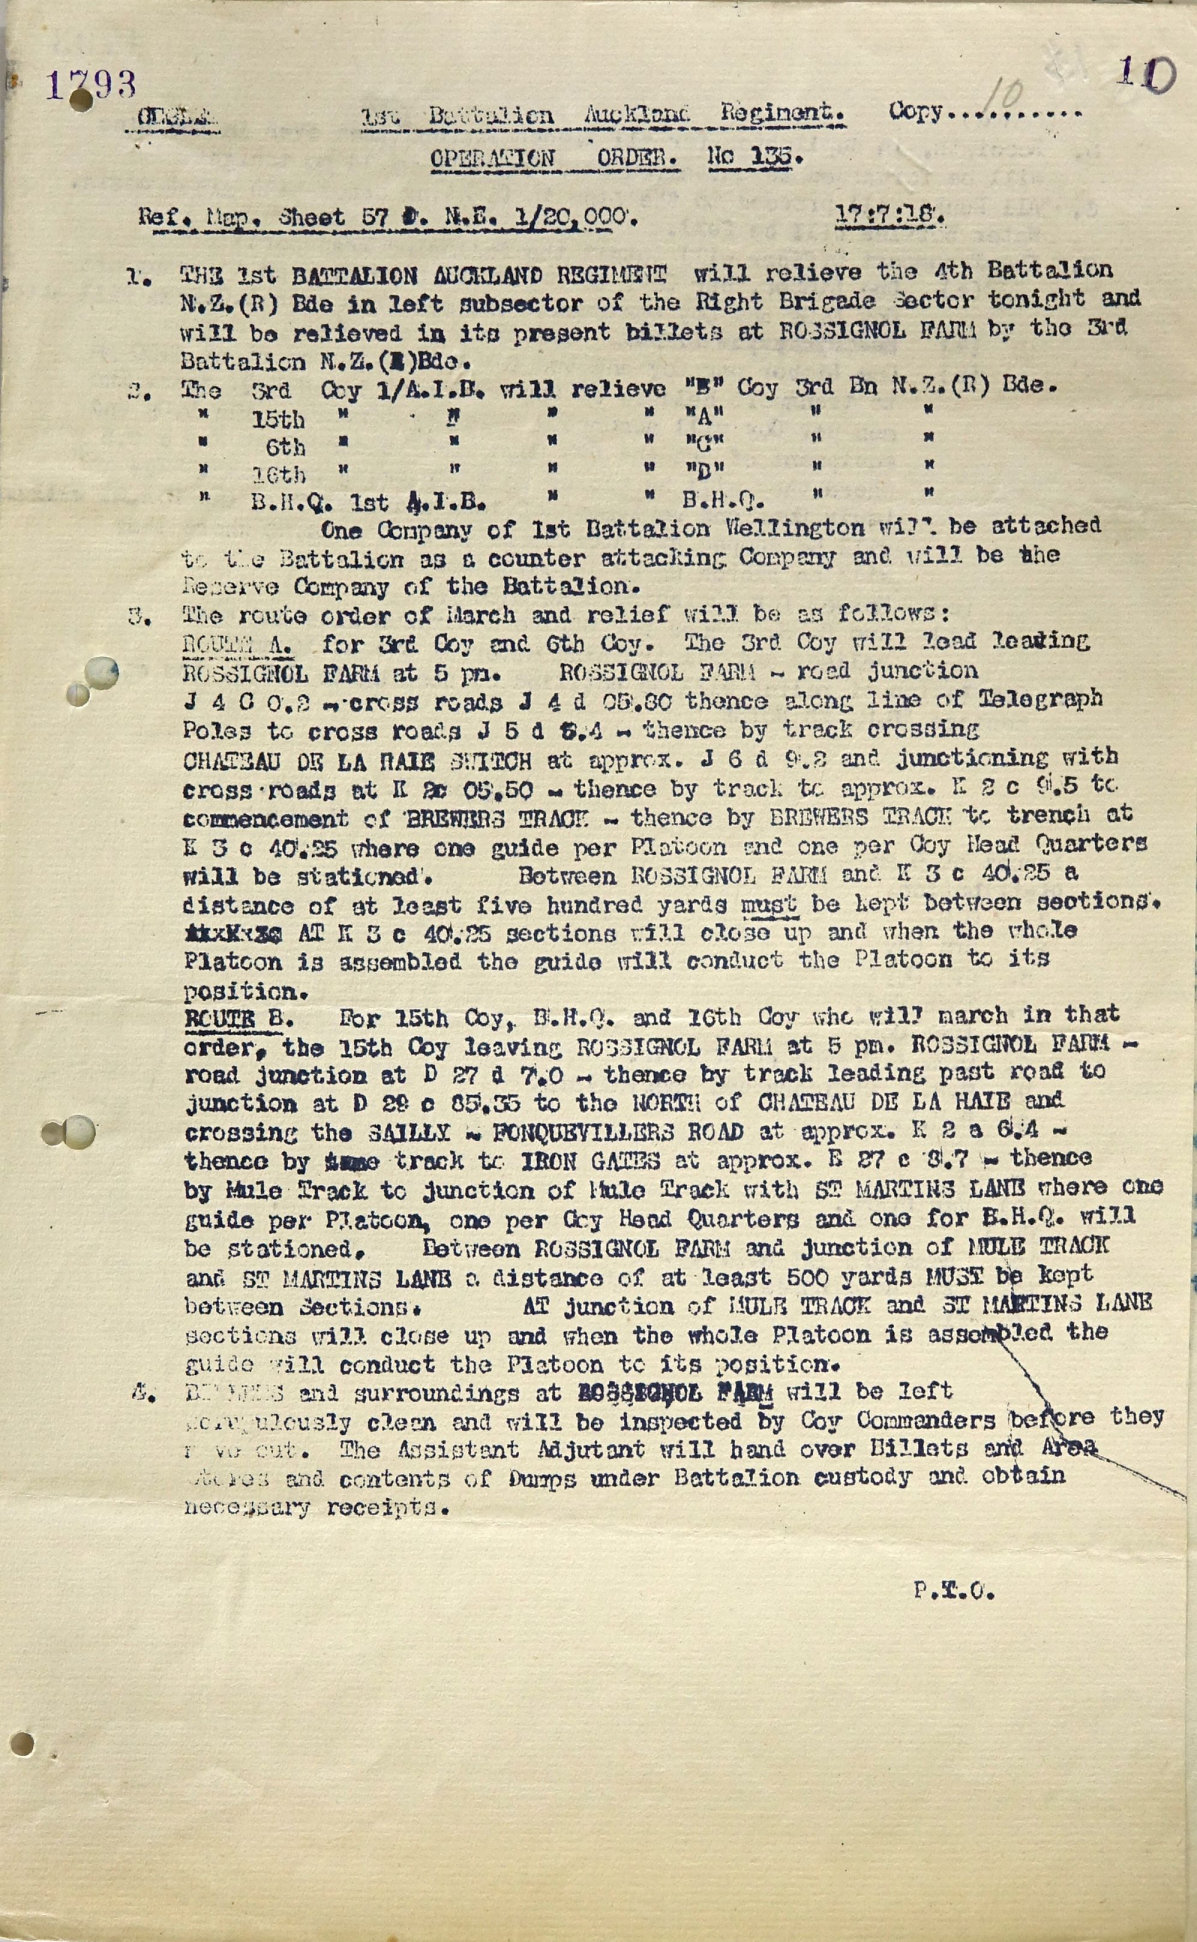 1793
110
1st Battalion Auckland Regiment. Copy..10........
OPERATION ORDER. No 135.
Ref. Map. Sheet 57 D. N.E. 1/20,000. 17:7:18.
1. THE 1st BATTALION AUCKLAND REGIMENT will relieve the 4th Battalion
N.Z.(R) Bde in left subsector of the Right Brigade Sector tonight and
will be relieved in its present billets at ROSSIGNOL FARM by the 3rd
Battalion N.Z.(R)Bde.
2. The 3rd Coy 1/A.I.B. will relieve "B" Coy 3rd Bn N.Z.(R) Bde.
" 15th " " " " "A" " "
" 6th " " " " "C" " "
" 16th " " " " "D" " "
" B.H.Q. 1st A.I.B. " " B.H.Q. " "
One Company of 1st Battalion Wellington will be attached
to the Battalion as a counter attacking Company and will be the
Reserve Company of the Battalion.
3. The route order of March and relief will be as follows:
ROUTE A. for 3rd Coy and 6th Coy. The 3rd Coy will lead leading
ROSSIGNOL FARM at 5 pm. ROSSIGNOL FARM - road junction
J 4 C 0.2 - cross roads J 4 d 05.80 thence along line of Telegraph
Poles to cross roads J 5 d 8.4 - thence by track crossing
CHATEAU DE LA HAIE SWITCH at approx. J 6 d 9.2 and junctioning with
cross roads at K 2c 05.50 - thence by track to approx. K 2 c 9.5 to
commencement of BREWERS TRACK - thence by BREWERS TRACK to trench at
K 3 c 40.25 where one guide per Platoon and one per Coy Head Quarters
will be stationed. Between ROSSIGNOL FARM and K 3 c 40.25 a
distance of at least five hundred yards must be kept between sections.
AT K 3 c 40.25 sections will close up and when the whole
Platoon is assembled the guide will conduct the Platoon to its
position.
ROUTE B. For 15th Coy, B.H.Q. and 16th Coy who will march in that
order, the 15th Coy leaving ROSSIGNOL FARM at 5 pm. ROSSIGNOL FARM -
road junction at D 27 d 7.0 - thence by track leading past road to
junction at D 29 c 85.35 to the NORTH of CHATEAU DE LA HAIE and
crossing the SAILLY - FONQUEVILLERS ROAD at approx. K 2 a 6.4 -
thence by track to IRON GATES at approx. E 27 c 8.7 - thence
by Mule Track to junction of Mule Track with ST MARTINS LANE where one
guide per Platoon, one per Coy Head Quarters and one for B.H.Q. will
be stationed. Between ROSSIGNOL FARM and junction of MULE TRACK
and ST MARTINS LANE a distance of at least 500 yards MUST be kept
between Sections. AT junction of MULE TRACK and ST MARTINS LANE
sections will close up and when the whole Platoon is assembled the
guide will conduct the Platoon to its position.
4. BILLETS and surroundings at ROSSIGNOL FARM will be left
scrupulously clean and will be inspected by Coy Commanders before they
move out. The Assistant Adjutant will hand over Billets and Area
Stores and contents of Dumps under Battalion custody and obtain
necessary receipts.
P.T.O.